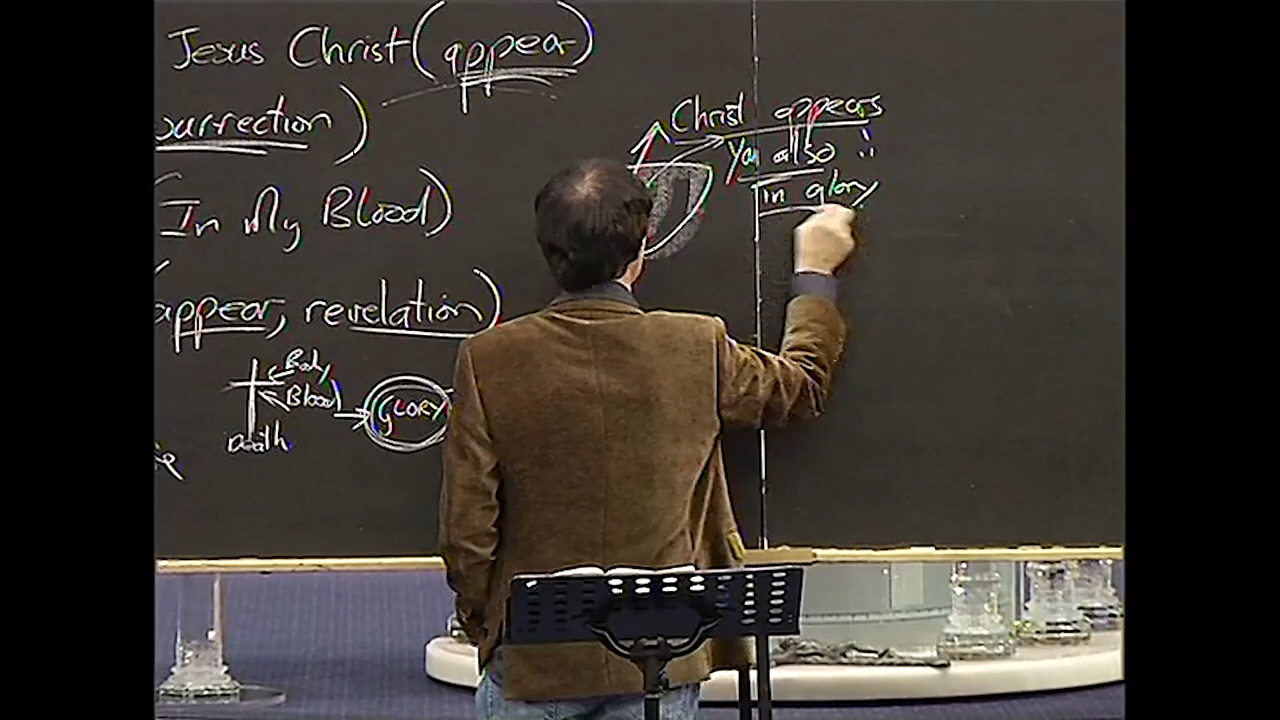 Jesus Christ (appear)
urrection)
(In My Blood)
appear, revelation)
Body
Blood
Death
GLORY
Christ appears
You also
in glory